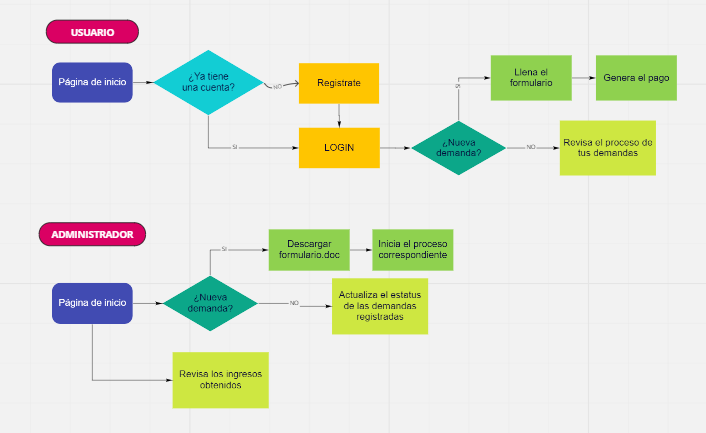 USUARIO
Página de inicio
¿Ya tiene
una cuenta?
NO
Registrate
SI
LOGIN
¿Nueva
demanda?
SI
Llena el
formulario
Genera el pago
NO
Revisa el proceso de
tus demandas
ADMINISTRADOR
Página de inicio
¿Nueva
demanda?
SI
Descargar
formulario.doc
Inicia el proceso
correspondiente
NO
Actualiza el estatus
de las demandas
registradas
Revisa los ingresos
obtenidos